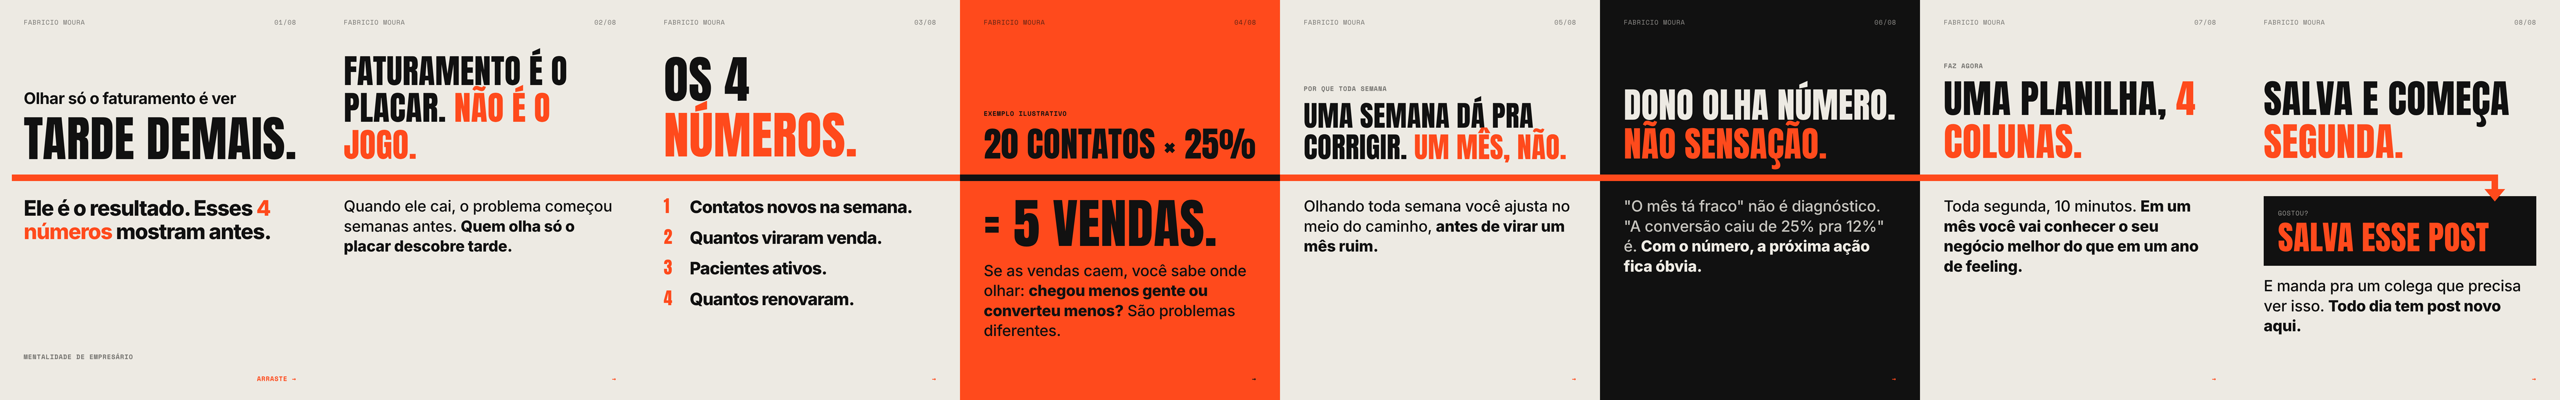 FABRICIO MOURA
01/08
Olhar só o faturamento é ver
TARDE DEMAIS.
Ele é o resultado. Esses 4
números mostram antes.
MENTALIDADE DE EMPRESÁRIO
ARRASTE →
FABRICIO MOURA
02/08
FATURAMENTO É O
PLACAR. NÃO É O
JOGO.
Quando ele cai, o problema começou
semanas antes. Quem olha só o
placar descobre tarde.
→
FABRICIO MOURA
03/08
OS 4
NÚMEROS.
1 Contatos novos na semana.
2 Quantos viraram venda.
3 Pacientes ativos.
4 Quantos renovaram.
→
FABRICIO MOURA
04/08
EXEMPLO ILUSTRATIVO
20 CONTATOS × 25%
= 5 VENDAS.
Se as vendas caem, você sabe onde
olhar: chegou menos gente ou
converteu menos? São problemas
diferentes.
→
FABRICIO MOURA
05/08
POR QUE TODA SEMANA
UMA SEMANA DÁ PRA
CORRIGIR. UM MÊS, NÃO.
Olhando toda semana você ajusta no
meio do caminho, antes de virar um
mês ruim.
→
FABRICIO MOURA
06/08
DONO OLHA NÚMERO.
NÃO SENSAÇÃO.
"O mês tá fraco" não é diagnóstico.
"A conversão caiu de 25% pra 12%"
é. Com o número, a próxima ação
fica óbvia.
→
FABRICIO MOURA
07/08
FAZ AGORA
UMA PLANILHA, 4
COLUNAS.
Toda segunda, 10 minutos. Em um
mês você vai conhecer o seu
negócio melhor do que em um ano
de feeling.
→
FABRICIO MOURA
08/08
SALVA E COMEÇA
SEGUNDA.
GOSTOU?
SALVA ESSE POST
E manda pra um colega que precisa
ver isso. Todo dia tem post novo
aqui.
→